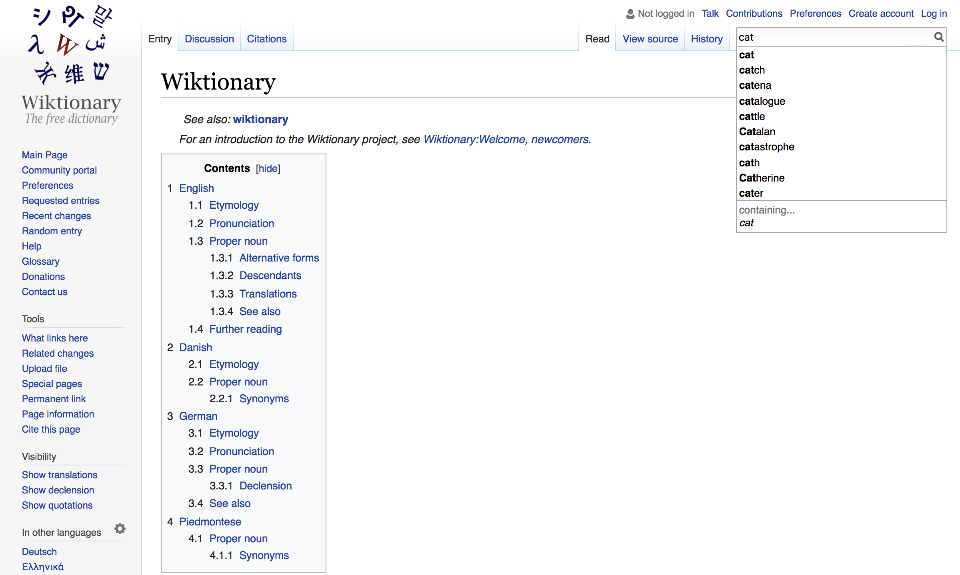 Not logged in Talk Contributions Preferences Create account Log in
Entry Discussion Citations Read View source History cat
cat
catch
catena
catalogue
cattle
Catalan
catastrophe
cath
Catherine
cater
containing...
cat
Wiktionary
The free dictionary
Main Page
Community portal
Preferences
Requested entries
Recent changes
Random entry
Help
Glossary
Donations
Contact us
Tools
What links here
Related changes
Upload file
Special pages
Permanent link
Page information
Cite this page
Visibility
Show translations
Show declension
Show quotations
In other languages
Deutsch
Ελληνικά
Wiktionary
See also: wiktionary
For an introduction to the Wiktionary project, see Wiktionary:Welcome, newcomers.
Contents [hide]
1 English
1.1 Etymology
1.2 Pronunciation
1.3 Proper noun
1.3.1 Alternative forms
1.3.2 Descendants
1.3.3 Translations
1.3.4 See also
1.4 Further reading
2 Danish
2.1 Etymology
2.2 Proper noun
2.2.1 Synonyms
3 German
3.1 Etymology
3.2 Pronunciation
3.3 Proper noun
3.3.1 Declension
3.4 See also
4 Piedmontese
4.1 Proper noun
4.1.1 Synonyms